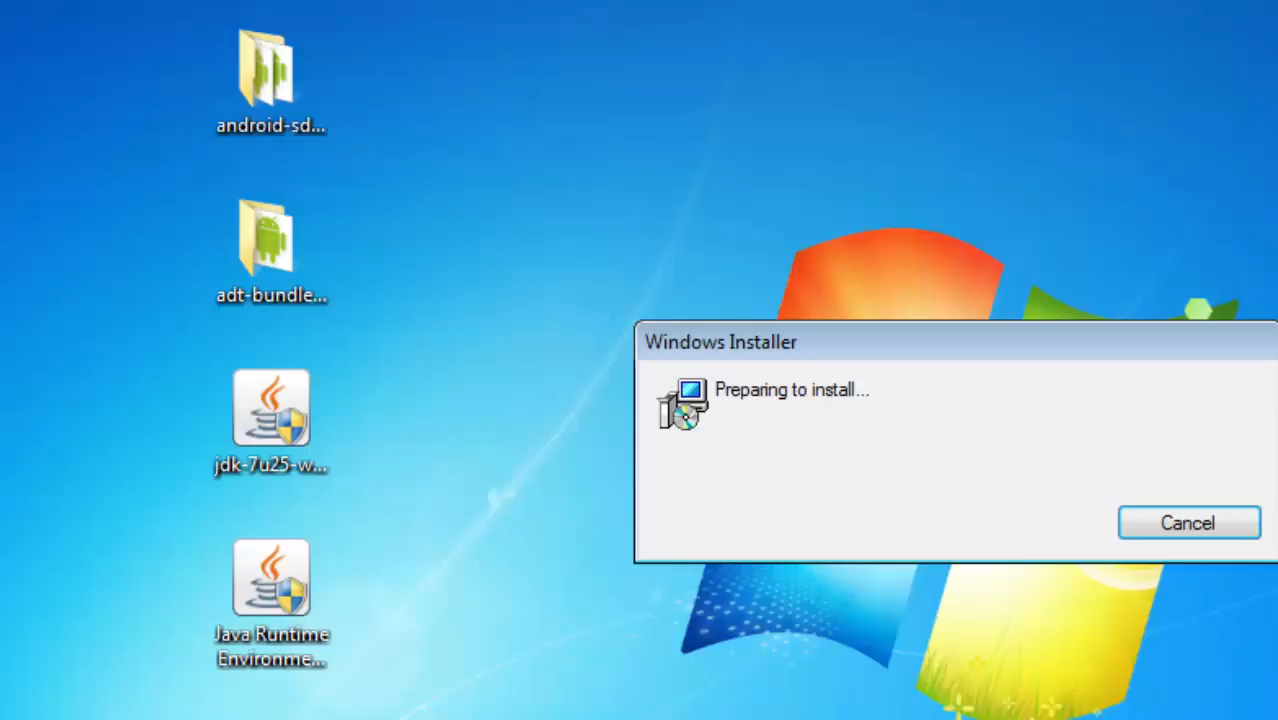 android-sd...
adt-bundle...
Windows Installer
Preparing to install...
jdk-7u25-w...
Cancel
Java Runtime
Environme...